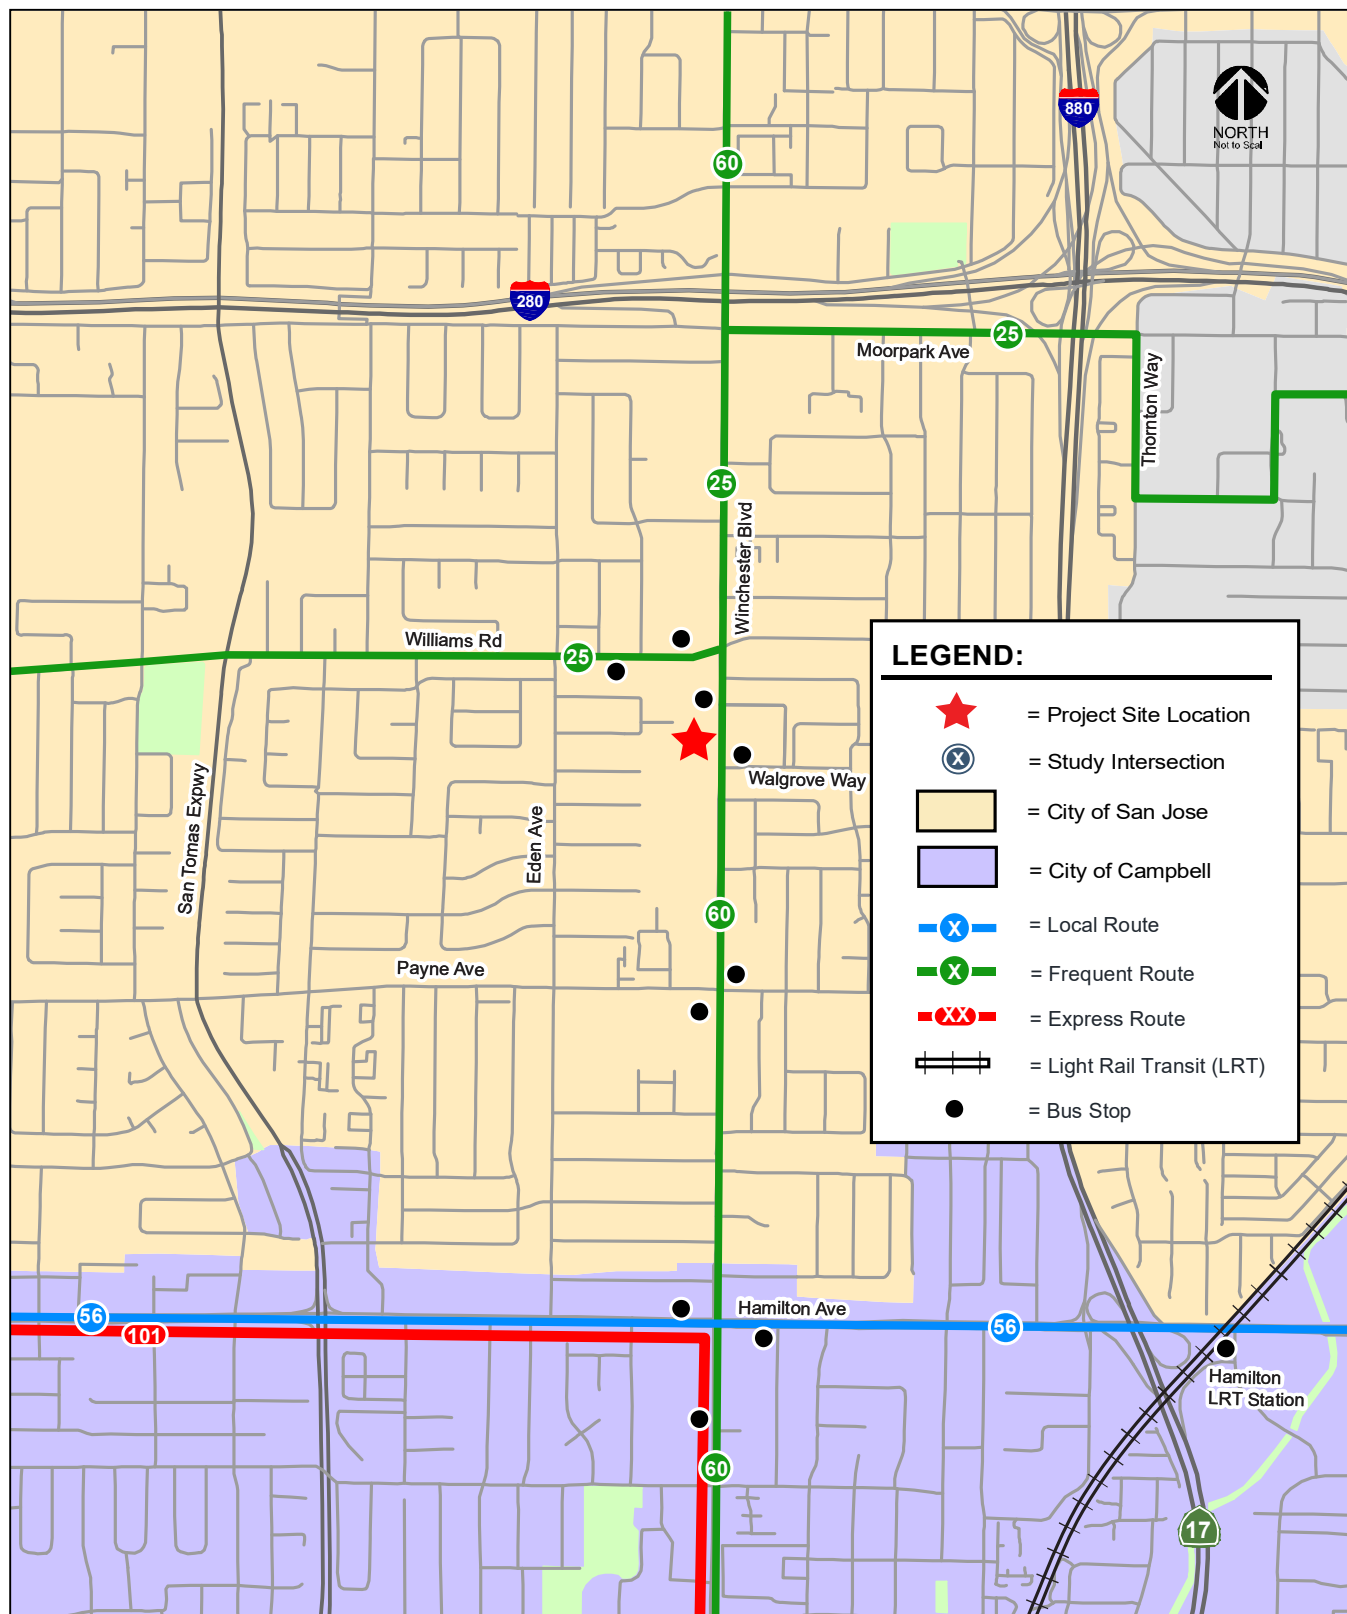 880
NORTH
Not to Scal
60
280
25
Moorpark Ave
Thornton Way
25
Winchester Blvd
Williams Rd
25
Walgrove Way
San Tomas Expwy
Eden Ave
60
Payne Ave
LEGEND:
= Project Site Location
X
= Study Intersection
= City of San Jose
= City of Campbell
X
= Local Route
X
= Frequent Route
XX
= Express Route
= Light Rail Transit (LRT)
= Bus Stop
56
101
Hamilton Ave
56
Hamilton
LRT Station
60
17